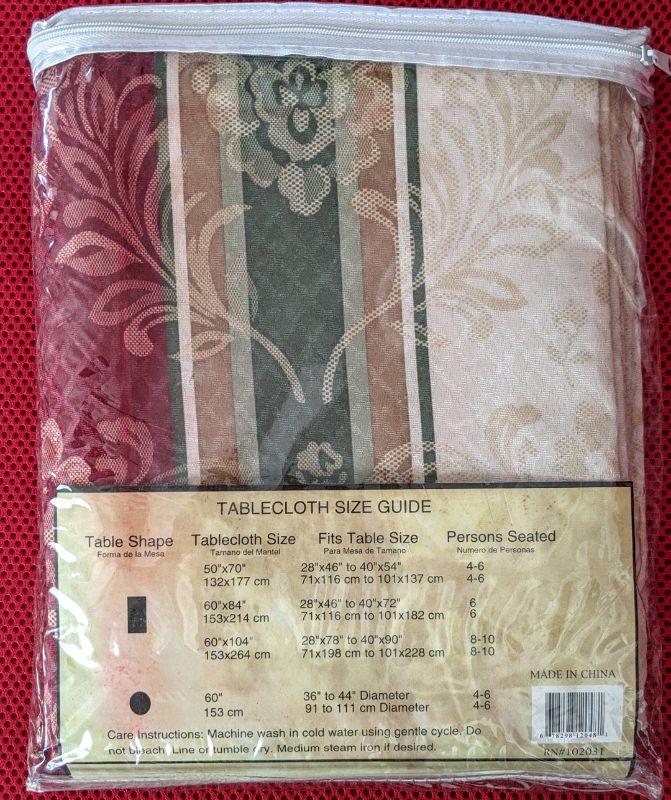 TABLECLOTH SIZE GUIDE
Table Shape Tablecloth Size Fits Table Size Persons Seated
Forma de la Mesa Tamano del Mantel Para Mesa de Tamano Numero de Personas
50"x70" 28"x46" to 40"x54" 4-6
132x177 cm 71x116 cm to 101x137 cm 4-6
60"x84" 28"x46" to 40"x72" 6
153x214 cm 71x116 cm to 101x182 cm 6
60"x104" 28"x78" to 40"x90" 8-10
153x264 cm 71x198 cm to 101x228 cm 8-10
60" 36" to 44" Diameter 4-6
153 cm 91 to 111 cm Diameter 4-6
MADE IN CHINA
Care Instructions: Machine wash in cold water using gentle cycle. Do
not bleach. Line or tumble dry. Medium steam iron if desired.
RN#102031